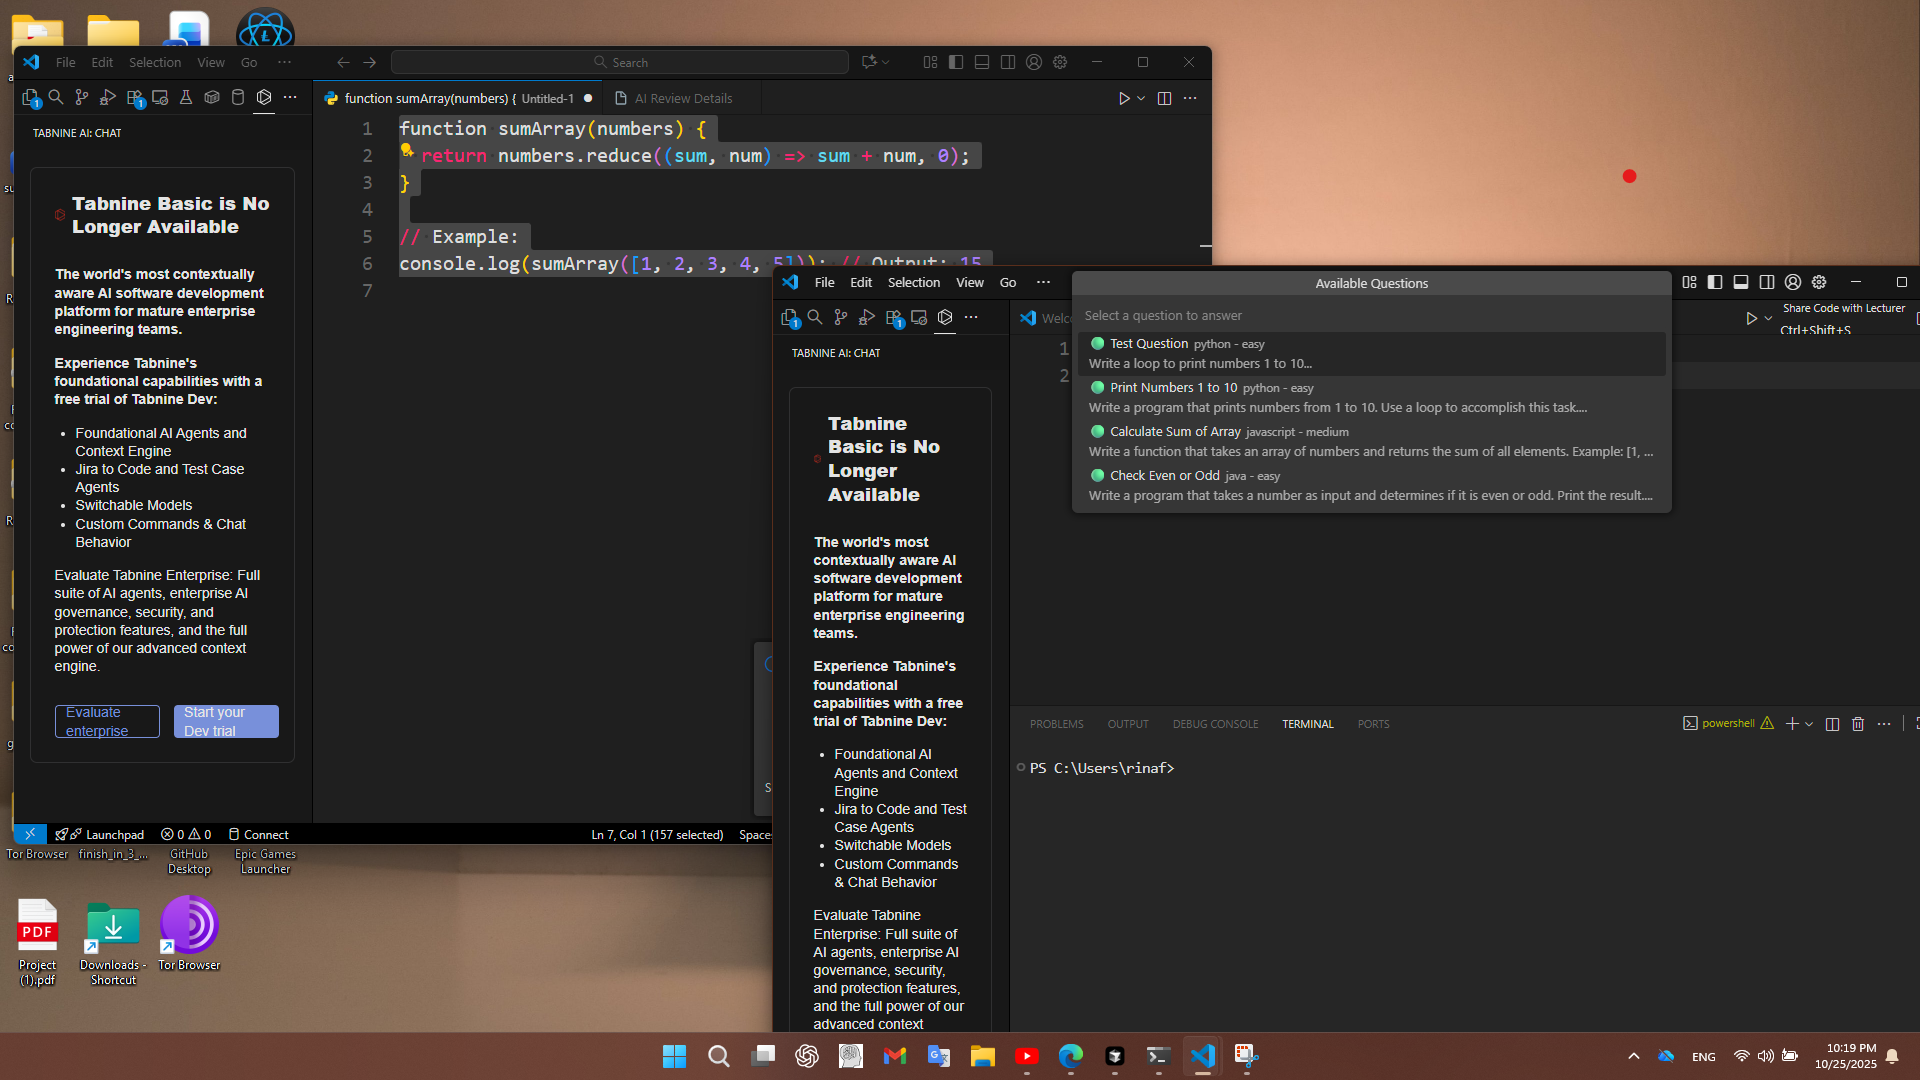 File Edit Selection View Go ···
Search
function sumArray(numbers) { Untitled-1
AI Review Details
TABNINE AI: CHAT
Tabnine Basic is No
Longer Available
The world's most contextually
aware AI software development
platform for mature enterprise
engineering teams.
Experience Tabnine's
foundational capabilities with a
free trial of Tabnine Dev:
• Foundational AI Agents and
Context Engine
• Jira to Code and Test Case
Agents
• Switchable Models
• Custom Commands & Chat
Behavior
Evaluate Tabnine Enterprise: Full
suite of AI agents, enterprise AI
governance, security, and
protection features, and the full
power of our advanced context
engine.
Evaluate
enterprise
Start your
Dev trial
1 function sumArray(numbers) {
2 return numbers.reduce((sum, num) => sum + num, 0);
3 }
4
5 // Example:
6 console.log(sumArray([1, 2, 3, 4, 5])); // Output: 15
7
Launchpad
0 0
Connect
Ln 7, Col 1 (157 selected)
Spaces
File Edit Selection View Go ···
Available Questions
Select a question to answer
Test Question python - easy
Write a loop to print numbers 1 to 10...
Print Numbers 1 to 10 python - easy
Write a program that prints numbers from 1 to 10. Use a loop to accomplish this task....
Calculate Sum of Array javascript - medium
Write a function that takes an array of numbers and returns the sum of all elements. Example: [1, ...
Check Even or Odd java - easy
Write a program that takes a number as input and determines if it is even or odd. Print the result....
Share Code with Lecturer
Ctrl+Shift+S
1
2
TABNINE AI: CHAT
Tabnine
Basic is No
Longer
Available
The world's most
contextually aware AI
software development
platform for mature
enterprise engineering
teams.
Experience Tabnine's
foundational
capabilities with a free
trial of Tabnine Dev:
• Foundational AI
Agents and Context
Engine
• Jira to Code and Test
Case Agents
• Switchable Models
• Custom Commands
& Chat Behavior
Evaluate Tabnine
Enterprise: Full suite of
AI agents, enterprise AI
governance, security,
and protection features,
and the full power of our
advanced context
PROBLEMS OUTPUT DEBUG CONSOLE TERMINAL PORTS
powershell
PS C:\Users\rinaf>
Tor Browser
finish_in_3_...
GitHub
Desktop
Epic Games
Launcher
PDF
Project
(1).pdf
Downloads -
Shortcut
Tor Browser
ENG
10:19 PM
10/25/2025